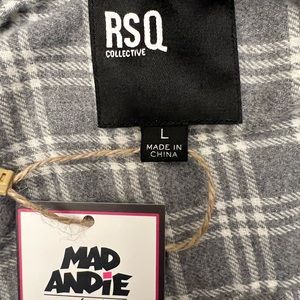 RSQ
COLLECTIVE
L
MADE IN
CHINA
MAD
ANDIE